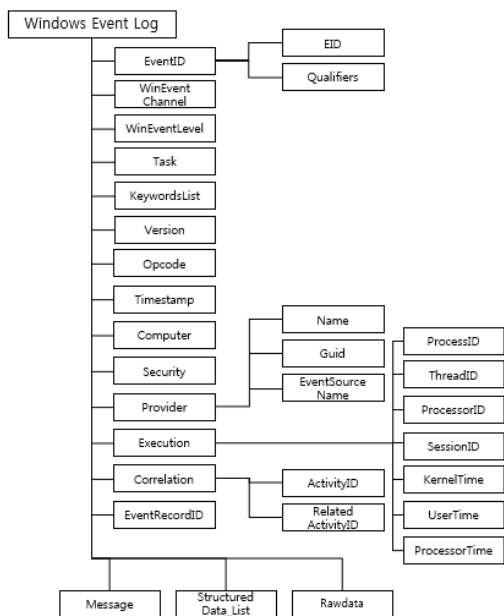 Windows Event Log
EventID
EID
Qualifiers
WinEvent
Channel
WinEventLevel
Task
KeywordsList
Version
Opcode
Timestamp
Computer
Security
Provider
Name
Guid
EventSource
Name
Execution
ProcessID
ThreadID
ProcessorID
SessionID
KernelTime
UserTime
ProcessorTime
Correlation
ActivityID
Related
ActivityID
EventRecordID
Message
Structured
Data_List
Rawdata